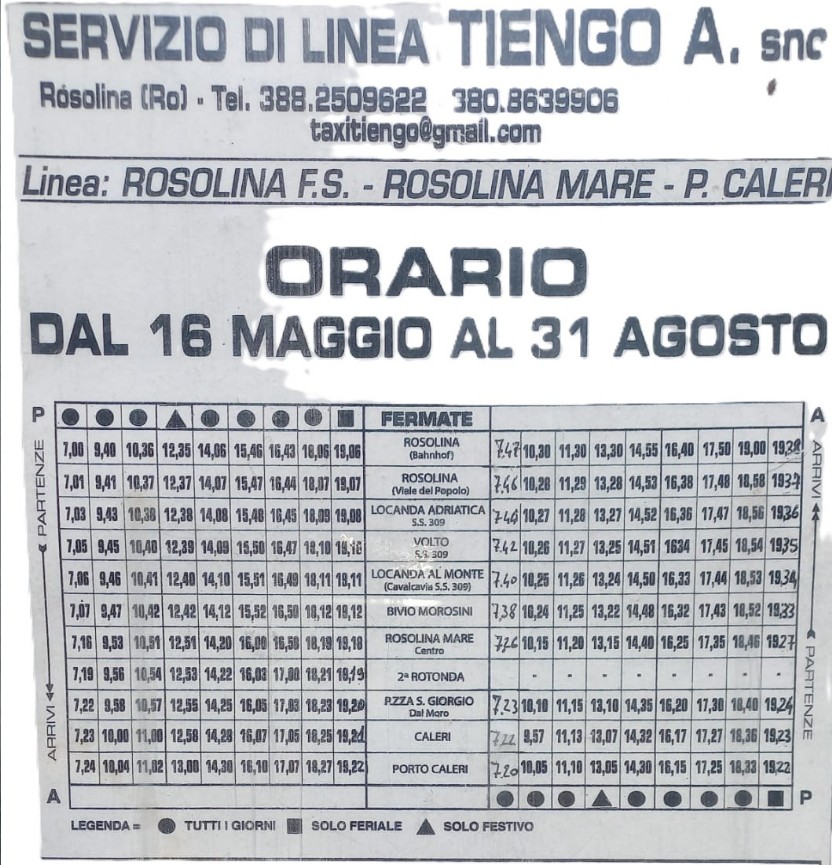 SERVIZIO DI LINEA TIENGO A. snc
Rosolina (Ro) - Tel. 388.2509622 380.8639906
taxitiengo@gmail.com
Linea: ROSOLINA F.S. - ROSOLINA MARE - P. CALERI
ORARIO
DAL 16 MAGGIO AL 31 AGOSTO
P FERMATE A
PARTENZE ARRIVI
7,00 9,40 10,36 12,35 14,06 15,46 16,43 18,06 19,06 ROSOLINA (Bahnhof) 7.47 10,30 11,30 13,30 14,55 16,40 17,50 19,00
7,01 9,41 10,37 12,37 14,07 15,47 16,44 18,07 19,07 ROSOLINA (Viale del Popolo) 7.46 10,28 11,29 13,28 14,53 16,38 17,48 18,58 1937
7,03 9,43 10,38 12,38 14,08 15,48 16,45 18,09 19,08 LOCANDA ADRIATICA S.S. 309 10,27 11,28 13,27 14,52 16,36 17,47 18,56 1936
7,05 9,45 10,40 12,39 14,09 15,50 16,47 18,10 VOLTO S.S. 309 7.42 10,26 11,27 13,25 14,51 1634 17,45 18,54 1935
7,06 9,46 10,41 12,40 14,10 15,51 16,49 18,11 19,11 LOCANDA AL MONTE (Cavalcavia S.S. 309) 7.40 10,25 11,26 13,24 14,50 16,33 17,44 18,53 19,34
7,07 9,47 10,42 12,42 14,12 15,52 16,50 18,12 19,12 BIVIO MOROSINI 7,38 10,24 11,25 13,22 14,48 16,32 17,43 18,52 19,33
7,16 9,53 10,51 12,51 14,20 16,00 16,58 18,19 19,18 ROSOLINA MARE Centro 10,15 11,20 13,15 14,40 16,25 17,35 18,46 1927
7,19 9,56 10,54 12,53 14,22 16,03 17,00 18,21 18,19 2ª ROTONDA - - - - - - - -
7,22 9,58 10,57 12,55 14,25 16,05 17,03 18,23 19,20 P.ZZA S. GIORGIO Dal Moro 7.23 10,10 11,15 13,10 14,35 16,20 17,30 18,40 19,24
7,23 10,00 11,00 12,58 14,28 16,07 17,05 18,25 19,21 CALERI 7.22 9,57 11,13 13,07 14,32 16,17 17,27 18,36 19,23
7,24 10,04 11,02 13,00 14,30 16,10 17,07 18,27 19,22 PORTO CALERI 7.20 10,05 11,10 13,05 14,30 16,15 17,25 18,33 19,22
ARRIVI PARTENZE
A P
LEGENDA = TUTTI I GIORNI SOLO FERIALE SOLO FESTIVO